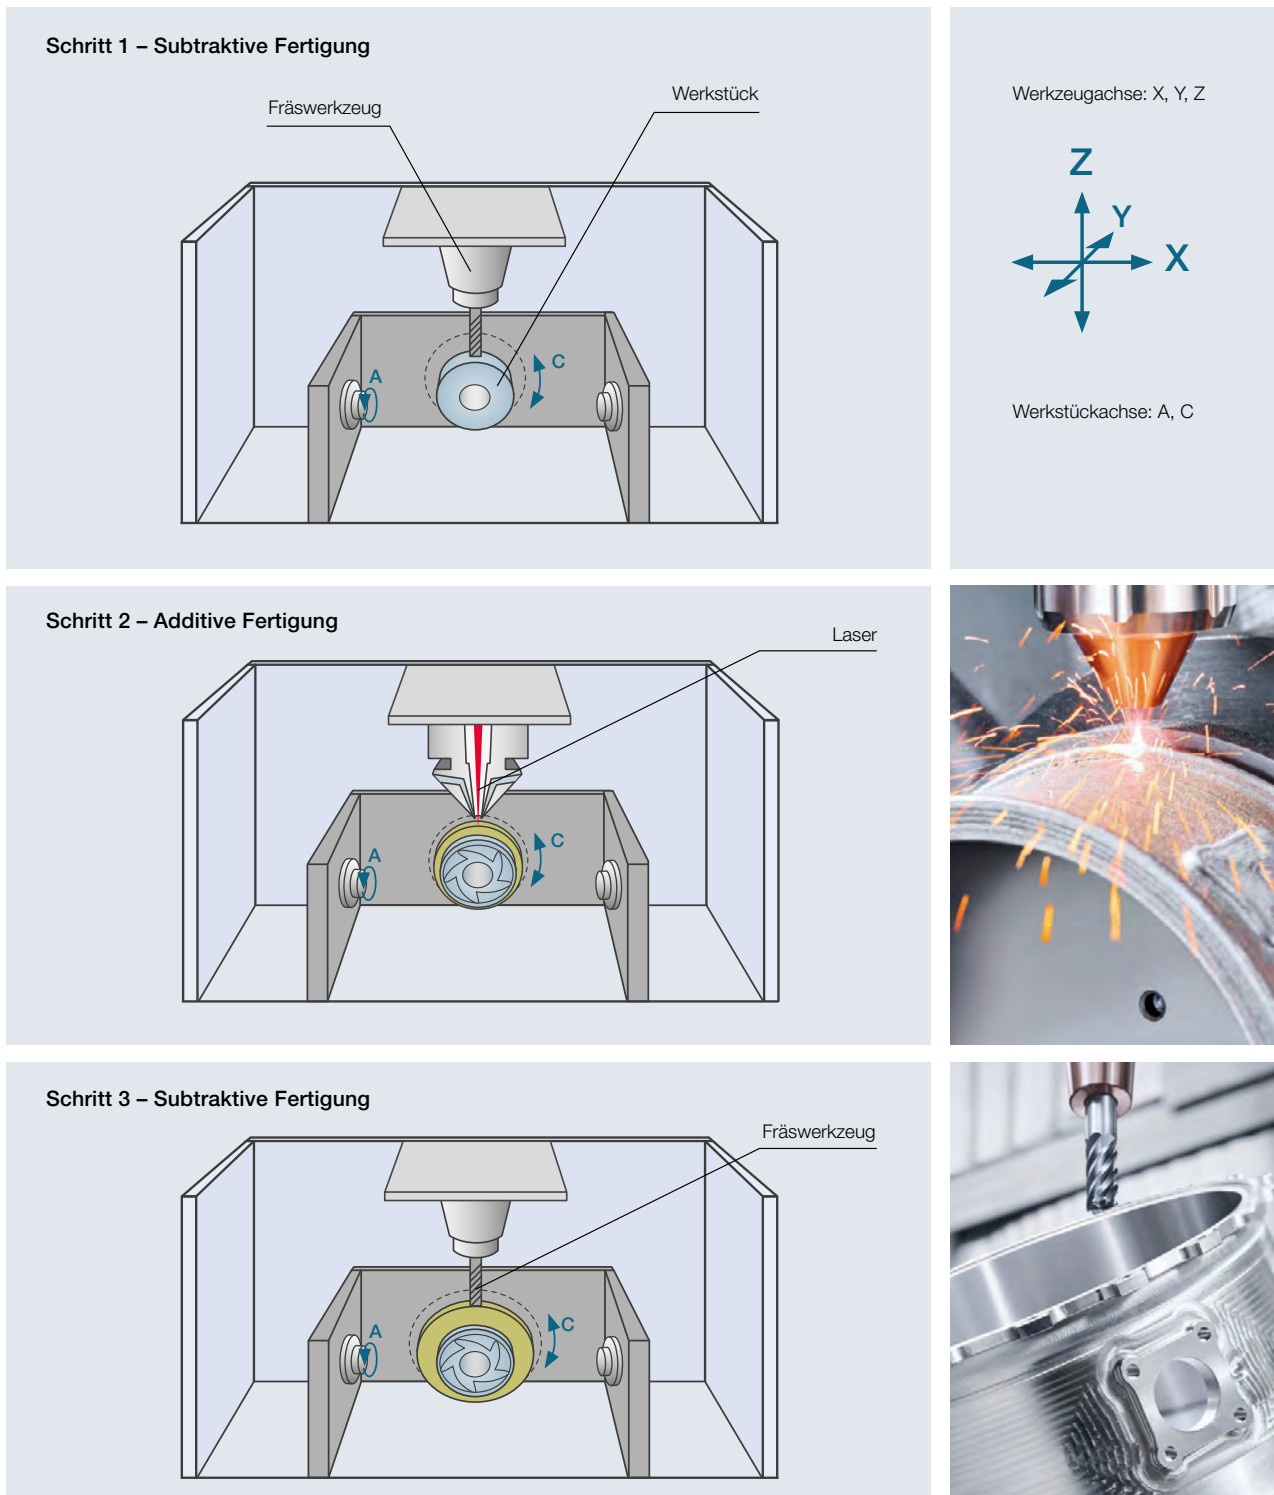 Schritt 1 – Subtraktive Fertigung
Fräswerkzeug
Werkstück
A
C
Werkzeugachse: X, Y, Z
Z
Y
X
Werkstückachse: A, C
Schritt 2 – Additive Fertigung
Laser
A
C
Schritt 3 – Subtraktive Fertigung
Fräswerkzeug
A
C